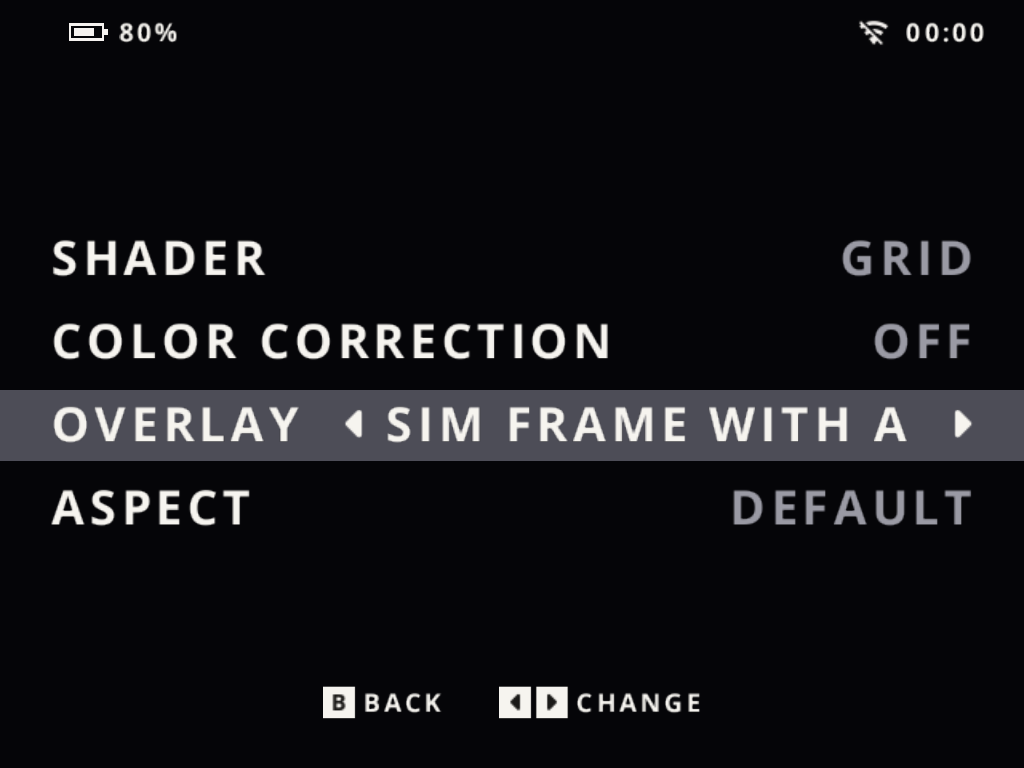 80% 00:00
SHADER GRID
COLOR CORRECTION OFF
OVERLAY SIM FRAME WITH A
ASPECT DEFAULT
B BACK CHANGE